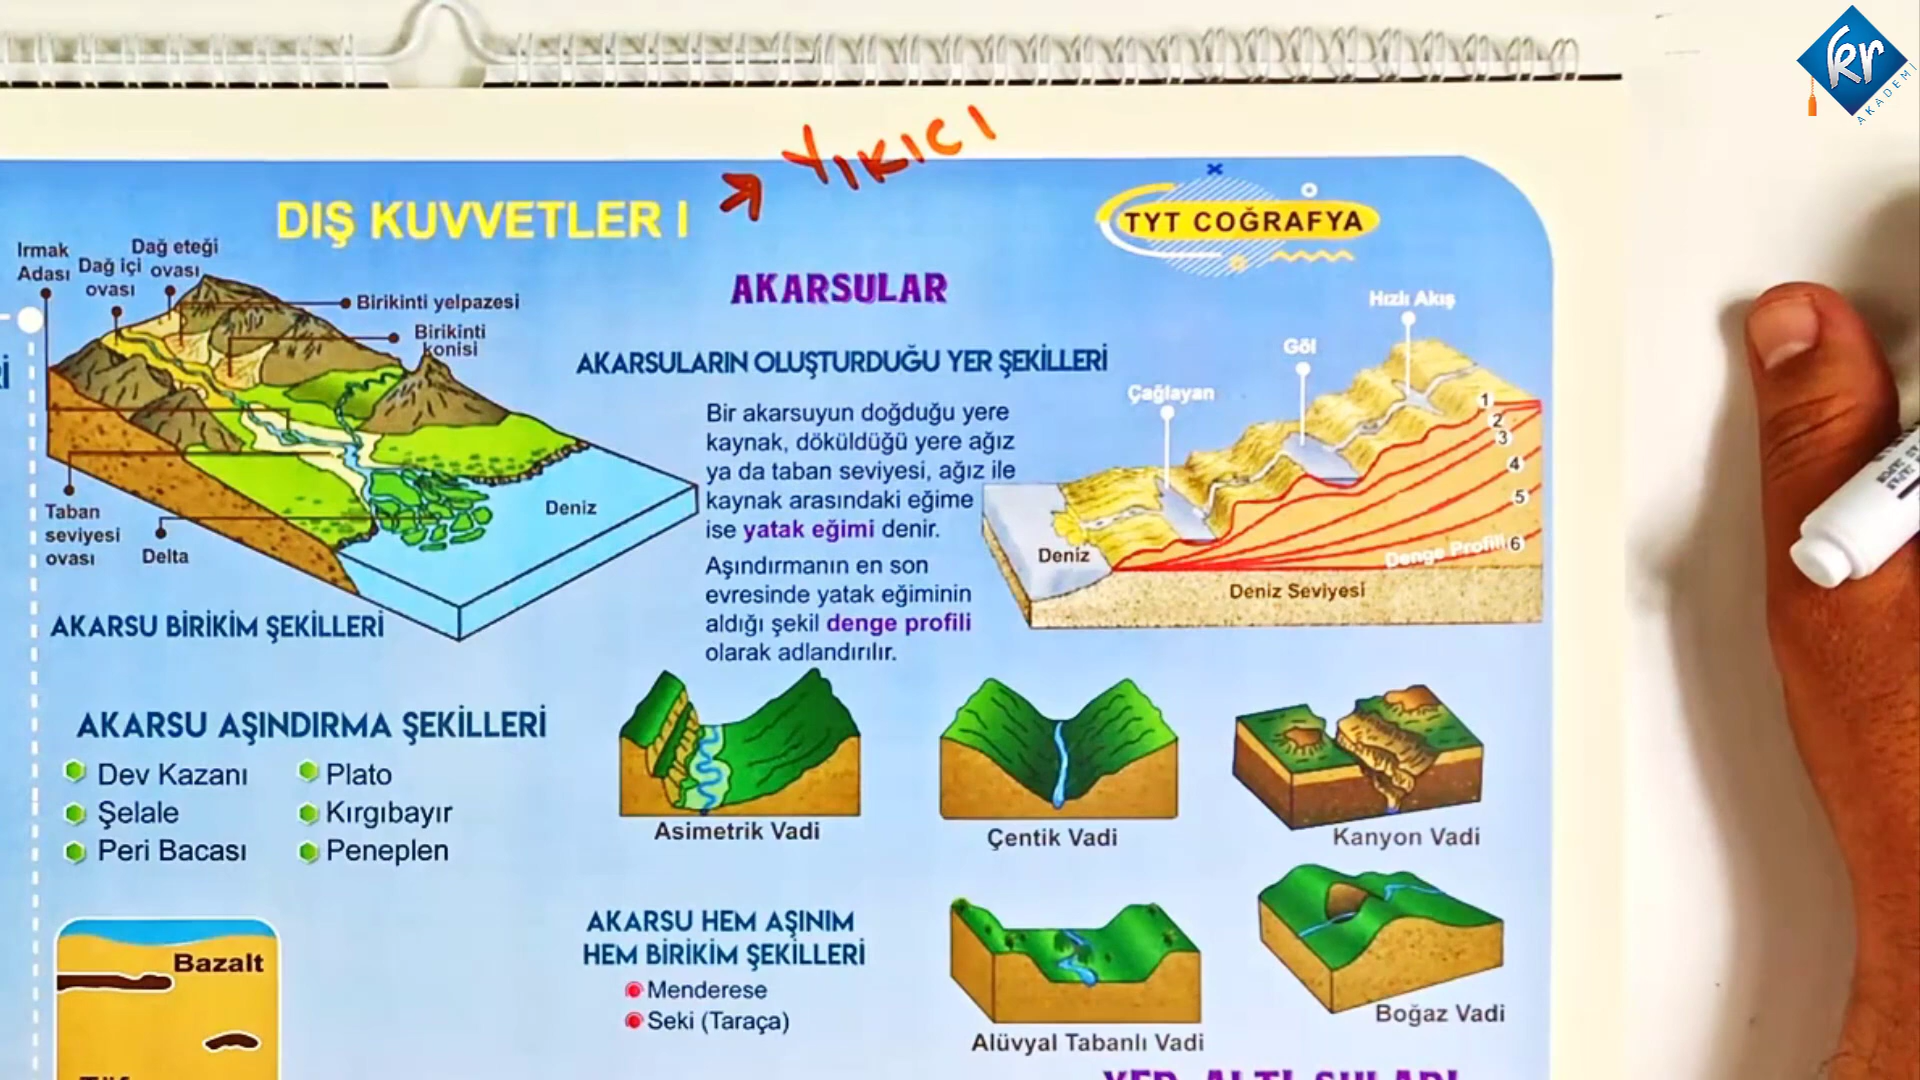 kr
AKADEMİ
YIKICI
DIŞ KUVVETLER I
TYT COĞRAFYA
Irmak
Adası
Dağ içi
ovası
Dağ eteği
ovası
Birikinti yelpazesi
Birikinti
konisi
Deniz
Taban
seviyesi
ovası
Delta
AKARSU BİRİKİM ŞEKİLLERİ
AKARSULAR
AKARSULARIN OLUŞTURDUĞU YER ŞEKİLLERİ
Bir akarsuyun doğduğu yere
kaynak, döküldüğü yere ağız
ya da taban seviyesi, ağız ile
kaynak arasındaki eğime
ise yatak eğimi denir.
Aşındırmanın en son
evresinde yatak eğiminin
aldığı şekil denge profili
olarak adlandırılır.
Hızlı Akış
Göl
Çağlayan
1
2
3
4
5
6
Denge Profili
Deniz
Deniz Seviyesi
AKARSU AŞINDIRMA ŞEKİLLERİ
Dev Kazanı
Şelale
Peri Bacası
Plato
Kırgıbayır
Peneplen
Asimetrik Vadi
Çentik Vadi
Kanyon Vadi
AKARSU HEM AŞINIM
HEM BİRİKİM ŞEKİLLERİ
Menderese
Seki (Taraça)
Alüvyal Tabanlı Vadi
Boğaz Vadi
Bazalt
YER ALTI SULARI